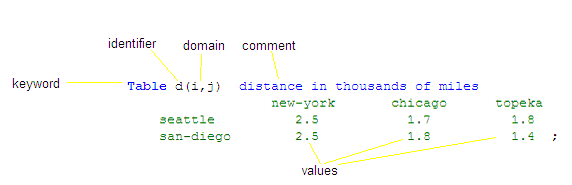 identifier domain comment
keyword
Table d(i,j) distance in thousands of miles
new-york chicago topeka
seattle 2.5 1.7 1.8
san-diego 2.5 1.8 1.4 ;
values